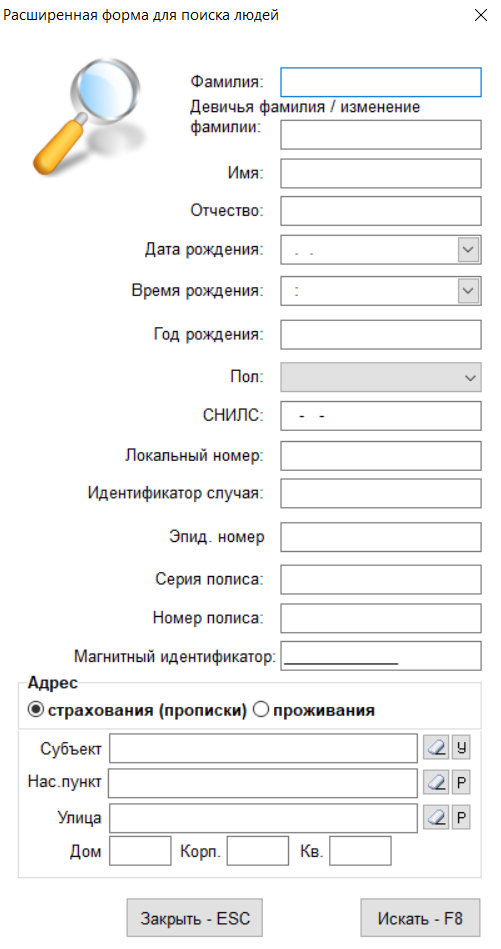 Расширенная форма для поиска людей
Фамилия:
Девичья фамилия / изменение
фамилии:
Имя:
Отчество:
Дата рождения: . .
Время рождения: :
Год рождения:
Пол:
СНИЛС: - -
Локальный номер:
Идентификатор случая:
Эпид. номер
Серия полиса:
Номер полиса:
Магнитный идентификатор: ______________
Адрес
страхования (прописки) проживания
Субъект У
Нас.пункт Р
Улица Р
Дом Корп. Кв.
Закрыть - ESC Искать - F8